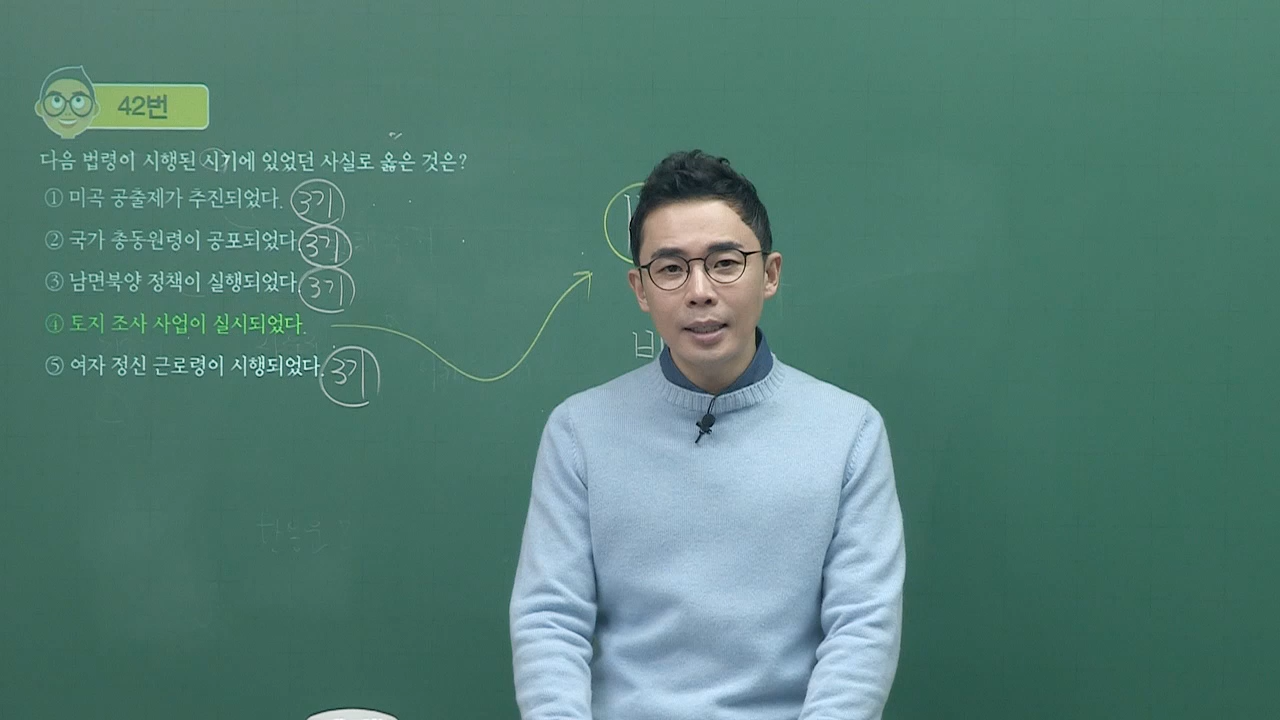 42번
다음 법령이 시행된 시기에 있었던 사실로 옳은 것은?
① 미곡 공출제가 추진되었다. 3기
② 국가 총동원령이 공포되었다. 3기
③ 남면북양 정책이 실행되었다. 3기
④ 토지 조사 사업이 실시되었다.
⑤ 여자 정신 근로령이 시행되었다. 3기